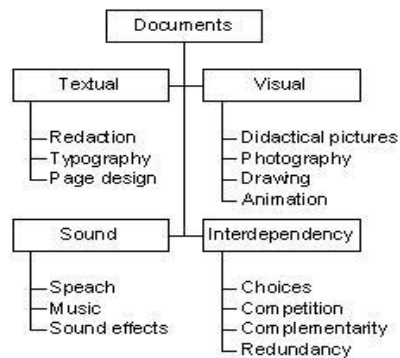 Documents
Textual
Redaction
Typography
Page design
Visual
Didactical pictures
Photography
Drawing
Animation
Sound
Speach
Music
Sound effects
Interdependency
Choices
Competition
Complementarity
Redundancy